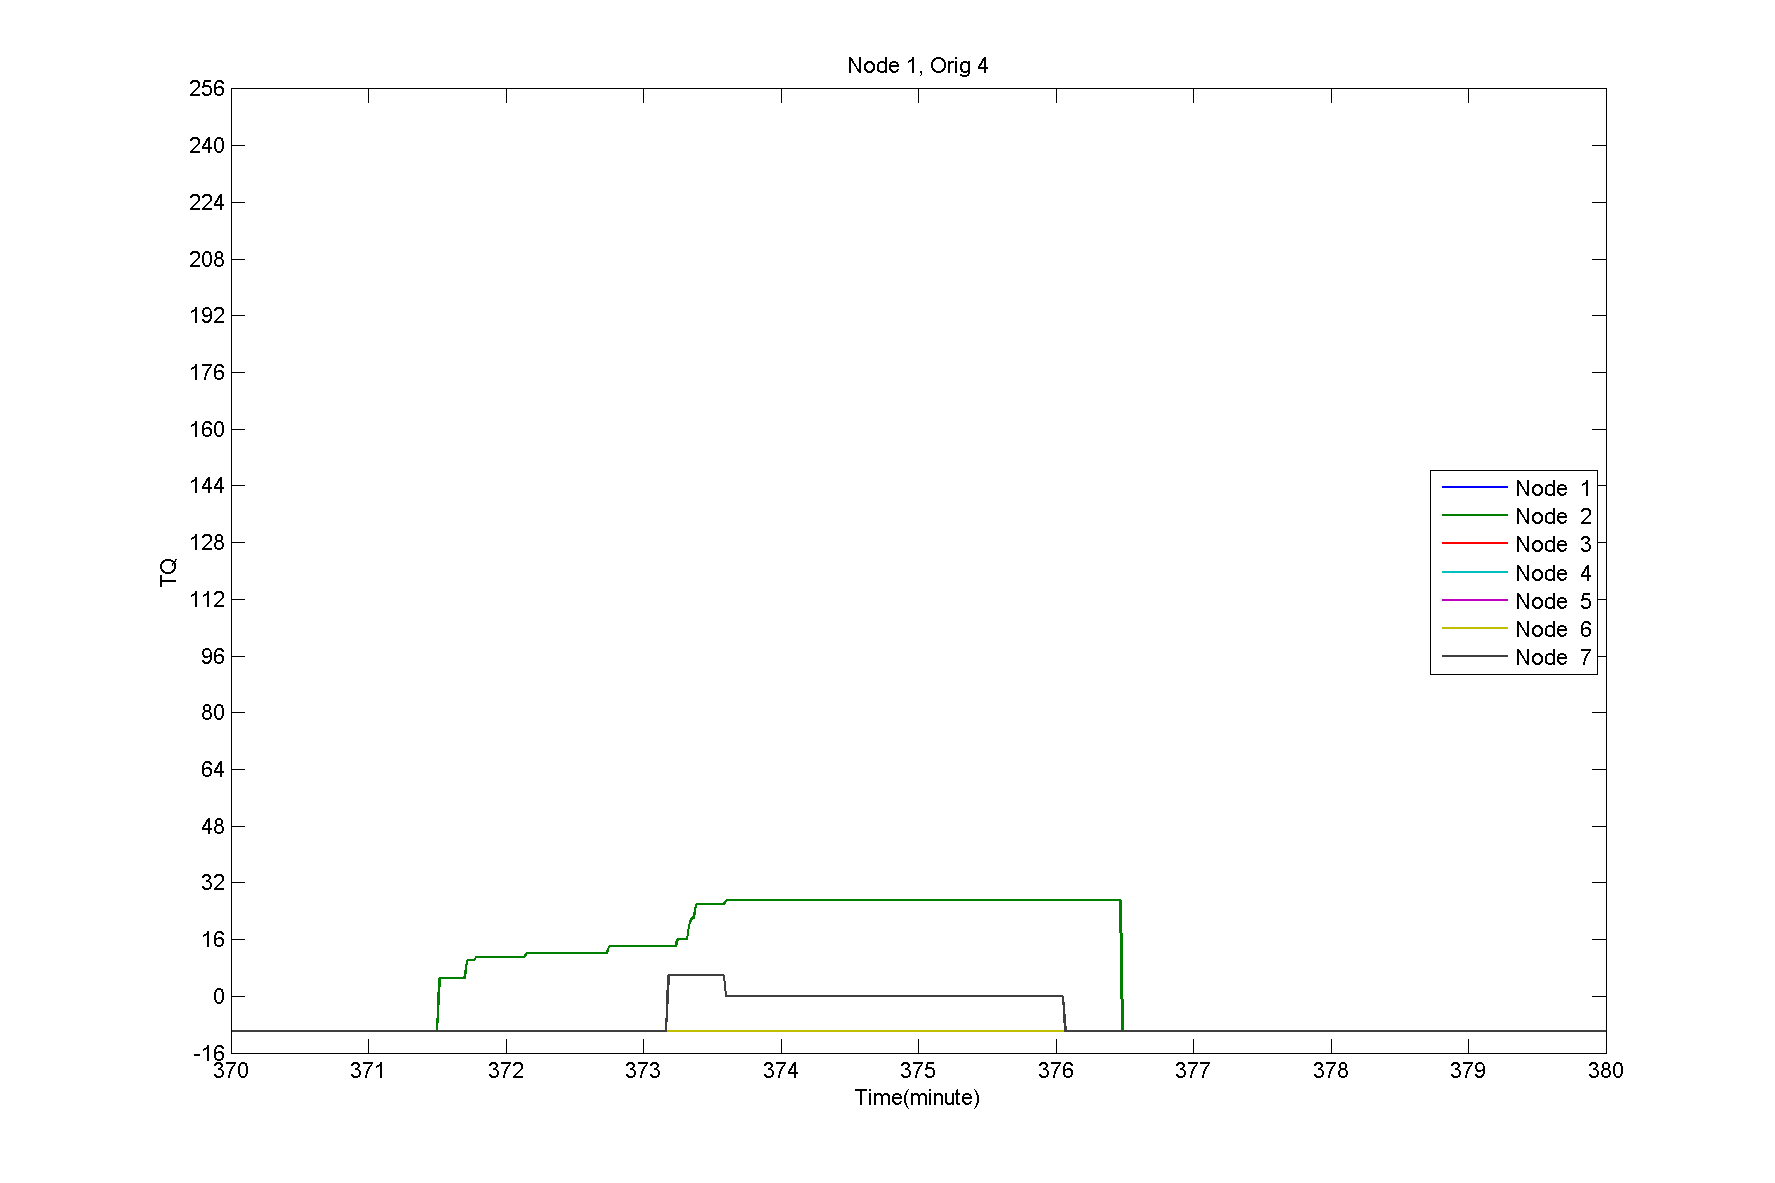 Node 1, Orig 4
256
240
224
208
192
176
160
144
128
112
96
80
64
48
32
16
0
-16
TQ
Node 1
Node 2
Node 3
Node 4
Node 5
Node 6
Node 7
370 371 372 373 374 375 376 377 378 379 380
Time(minute)